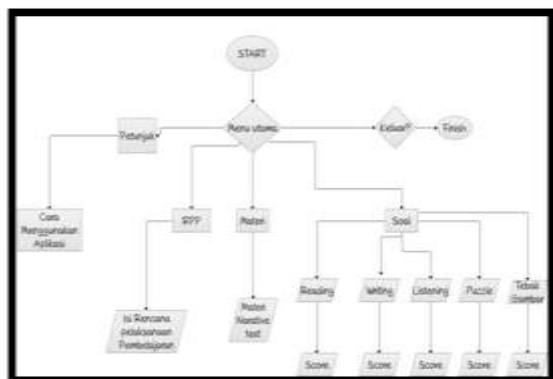 START
Petunjuk
Menu utama
Keluar?
Finish
Cara
Menggunakan
Aplikasi
RPP
Materi
Soal
Reading
Writing
Listening
Puzzle
Tebak
Gambar
Isi Rencana
pelaksanaan
Pembelajaran
Materi
Narative
text
Score
Score
Score
Score
Score